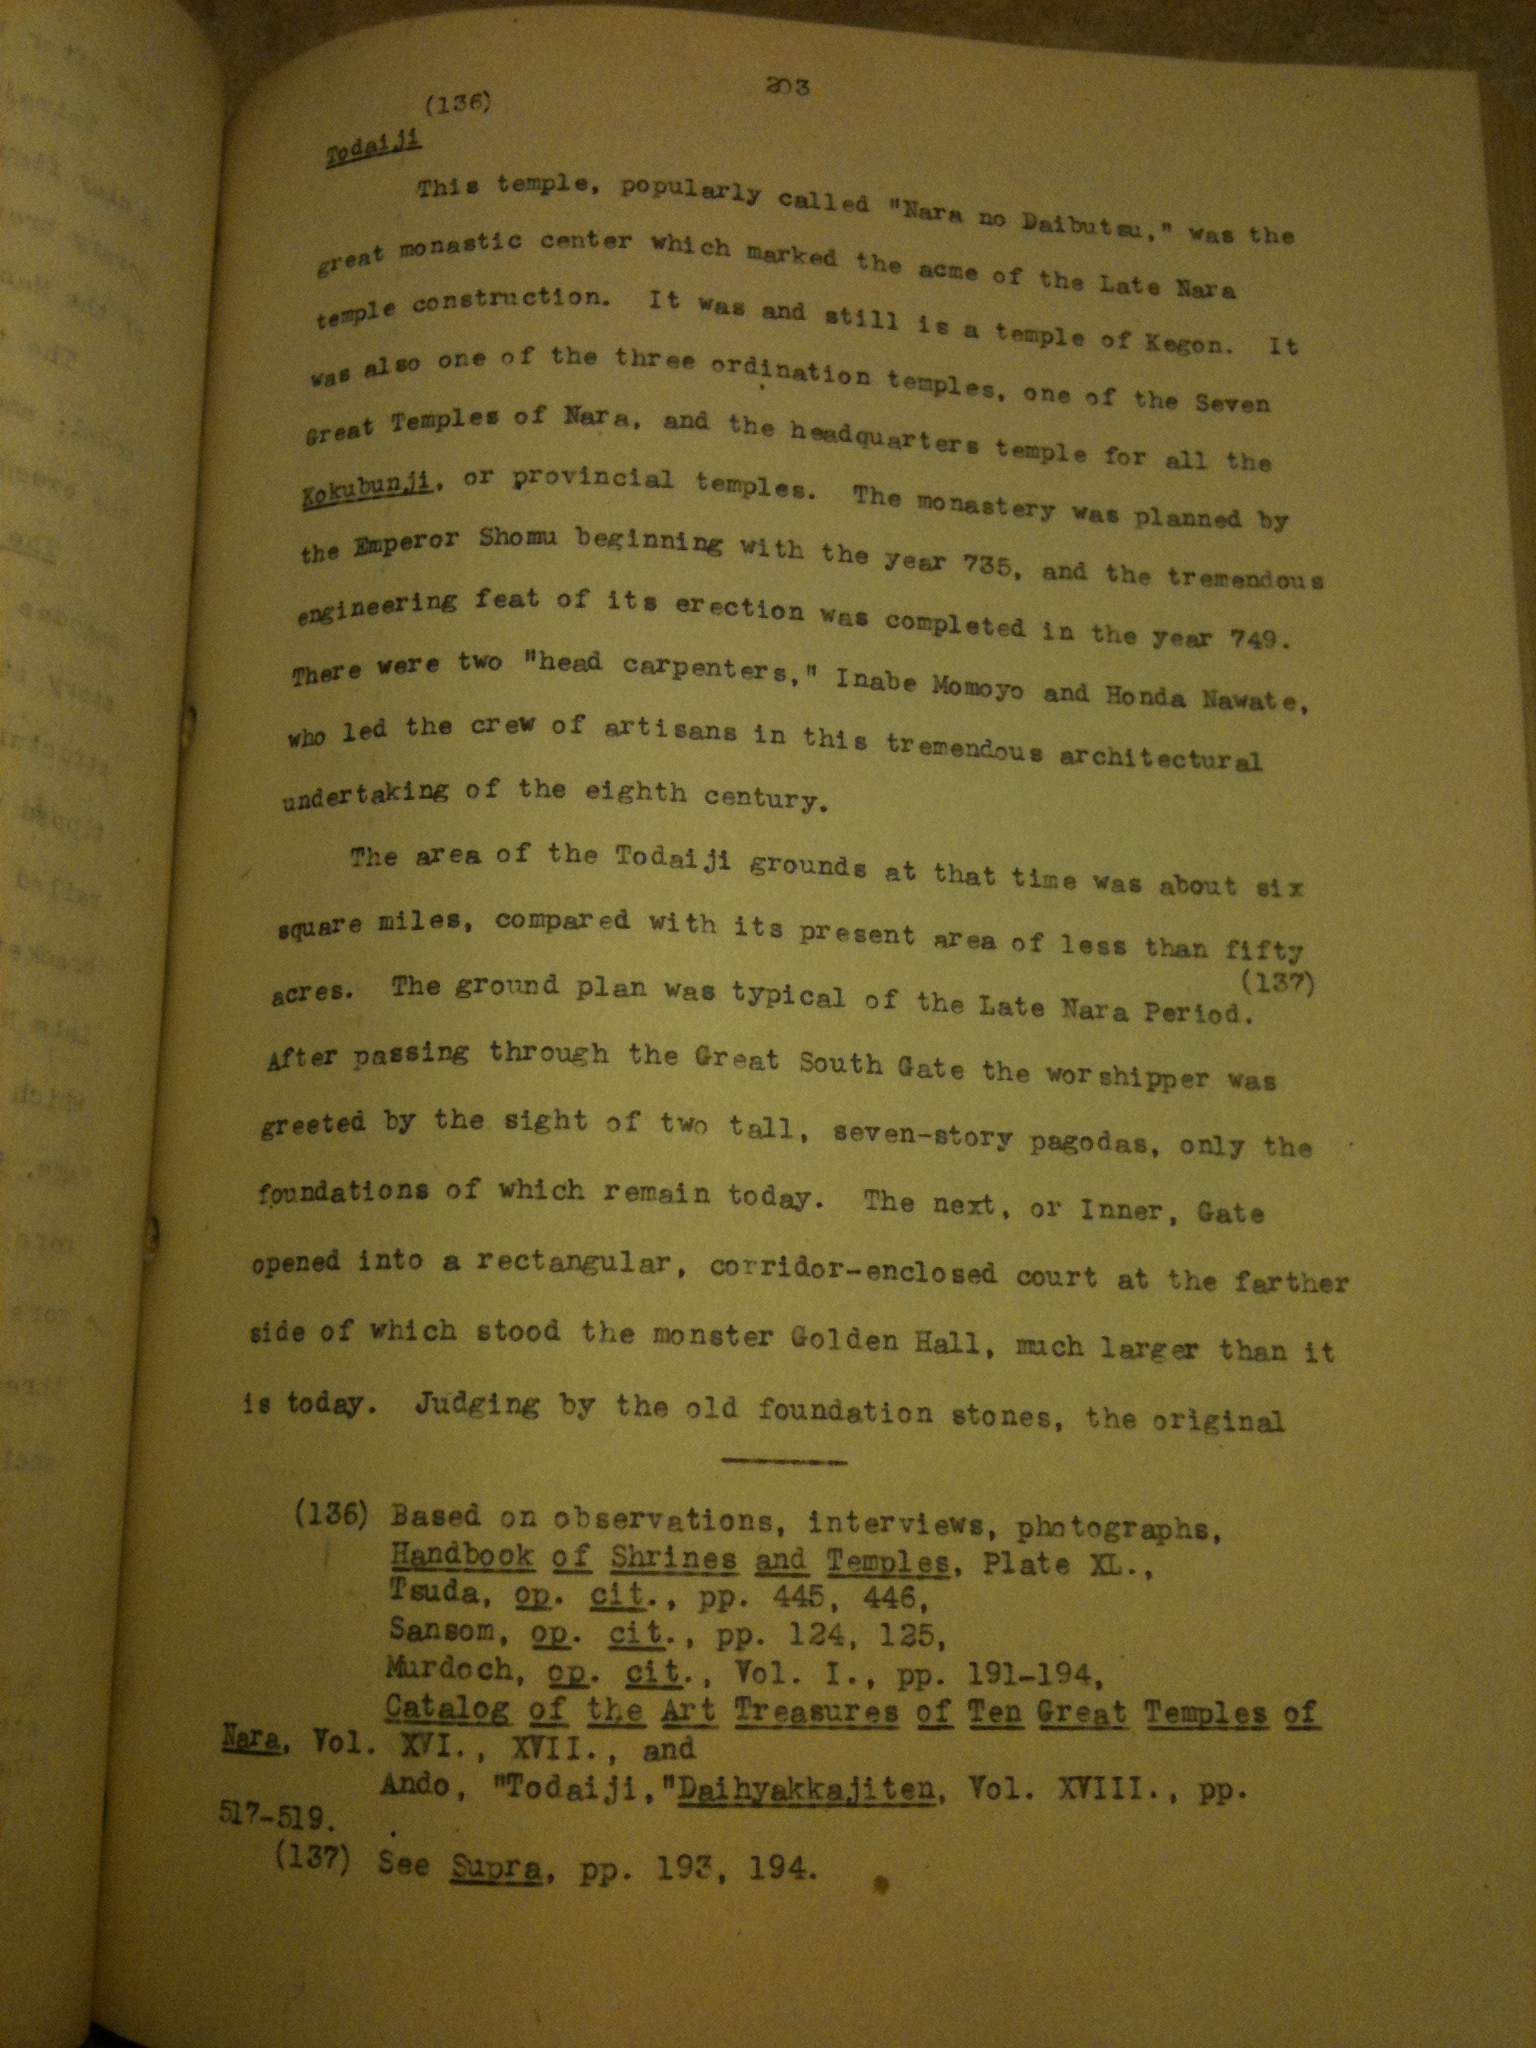 203
(136)
Todaiji
This temple, popularly called "Nara no Daibutsu," was the
great monastic center which marked the acme of the Late Nara
temple construction. It was and still is a temple of Kegon. It
was also one of the three ordination temples, one of the Seven
Great Temples of Nara, and the headquarters temple for all the
Kokubunji, or provincial temples. The monastery was planned by
the Emperor Shomu beginning with the year 735, and the tremendous
engineering feat of its erection was completed in the year 749.
There were two "head carpenters," Inabe Momoyo and Honda Nawate,
who led the crew of artisans in this tremendous architectural
undertaking of the eighth century.
The area of the Todaiji grounds at that time was about six
square miles, compared with its present area of less than fifty
acres. The ground plan was typical of the Late Nara Period.(137)
After passing through the Great South Gate the worshipper was
greeted by the sight of two tall, seven-story pagodas, only the
foundations of which remain today. The next, or Inner, Gate
opened into a rectangular, corridor-enclosed court at the farther
side of which stood the monster Golden Hall, much larger than it
is today. Judging by the old foundation stones, the original
(136) Based on observations, interviews, photographs,
Handbook of Shrines and Temples, Plate XL.,
Tsuda, op. cit., pp. 445, 446,
Sansom, op. cit., pp. 124, 125,
Murdoch, op. cit., Vol. I., pp. 191-194,
Catalog of the Art Treasures of Ten Great Temples of
Nara, Vol. XVI., XVII., and
Ando, "Todaiji,"Daihyakkajiten, Vol. XVIII., pp.
517-519.
(137) See Supra, pp. 193, 194.